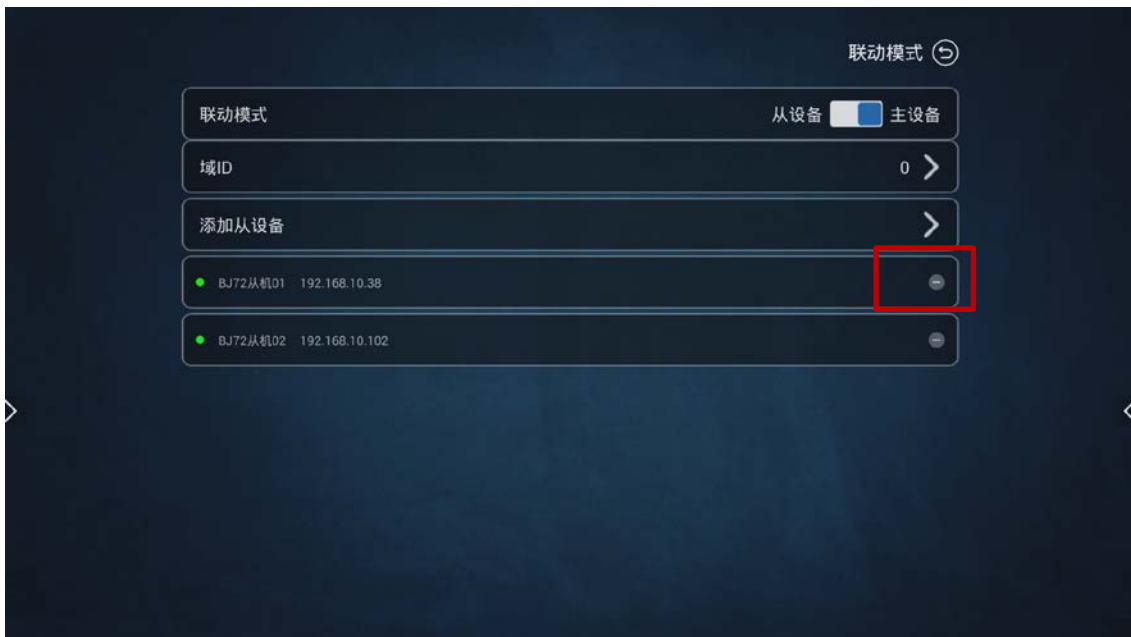 联动模式
联动模式 从设备 主设备
域ID 0
添加从设备
BJ72从机01 192.168.10.38
BJ72从机02 192.168.10.102